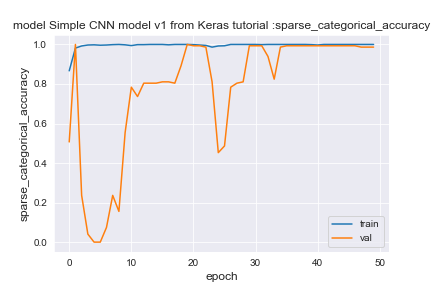 model Simple CNN model v1 from Keras tutorial :sparse_categorical_accuracy
1.0
0.8
0.6
0.4
0.2
0.0
sparse_categorical_accuracy
0 10 20 30 40 50
epoch
train
val